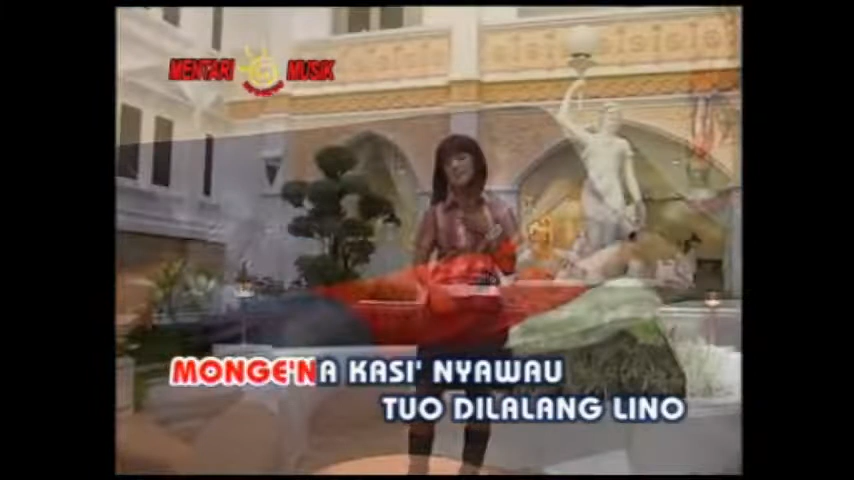 MENTARI MUSIK
MONGE'NA KASI' NYAWAU
TUO DILALANG LINO